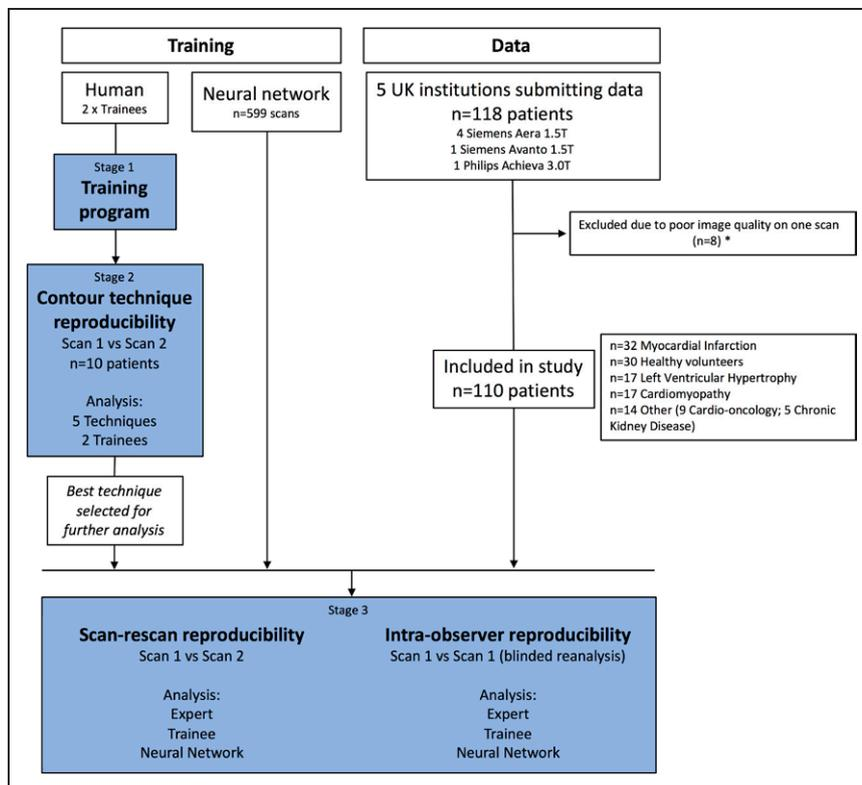 Training
Data
Human
2 x Trainees
Neural network
n=599 scans
5 UK institutions submitting data
n=118 patients
4 Siemens Aera 1.5T
1 Siemens Avanto 1.5T
1 Philips Achieva 3.0T
Stage 1
Training
program
Excluded due to poor image quality on one scan
(n=8) *
Stage 2
Contour technique
reproducibility
Scan 1 vs Scan 2
n=10 patients
Analysis:
5 Techniques
2 Trainees
Included in study
n=110 patients
n=32 Myocardial Infarction
n=30 Healthy volunteers
n=17 Left Ventricular Hypertrophy
n=17 Cardiomyopathy
n=14 Other (9 Cardio-oncology; 5 Chronic
Kidney Disease)
Best technique
selected for
further analysis
Stage 3
Scan-rescan reproducibility
Scan 1 vs Scan 2
Analysis:
Expert
Trainee
Neural Network
Intra-observer reproducibility
Scan 1 vs Scan 1 (blinded reanalysis)
Analysis:
Expert
Trainee
Neural Network